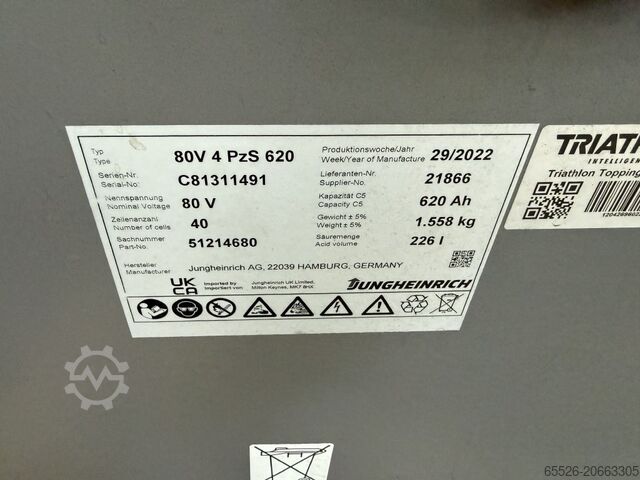 Typ
Type
80V 4 PzS 620
Produktionswoche/Jahr
Week/Year of Manufacture
29/2022
Serien-Nr.
Serial-No:
C81311491
Lieferanten-Nr.
Supplier-No.
21866
Nennspannung
Nominal Voltage
80 V
Kapazität C5
Capacity C5
620 Ah
Zellenanzahl
Number of cells
40
Gewicht ± 5%
Weight ± 5%
1.558 kg
Sachnummer
Part-No.
51214680
Säuremenge
Acid volume
226 l
Hersteller
Manufacturer
Jungheinrich AG, 22039 HAMBURG, GERMANY
UK
CA
Imported by
Importiert von
Jungheinrich UK Limited,
Milton Keynes, MK7 8HX
JUNGHEINRICH
Pb
TRIATH
INTELLIGEN
Triathlon Topping
65526-20663305